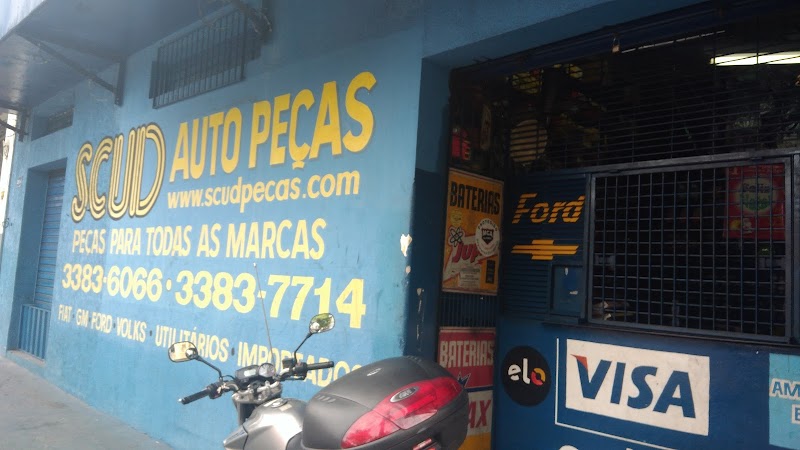 SCUD AUTO PEÇAS
www.scudpecas.com
PEÇAS PARA TODAS AS MARCAS
3383-6066 · 3383-7714
FIAT · GM · FORD · VOLKS · UTILITÁRIOS · IMPORTADOS
BATERIAS
Ford
BATERIAS
elo
VISA
AM